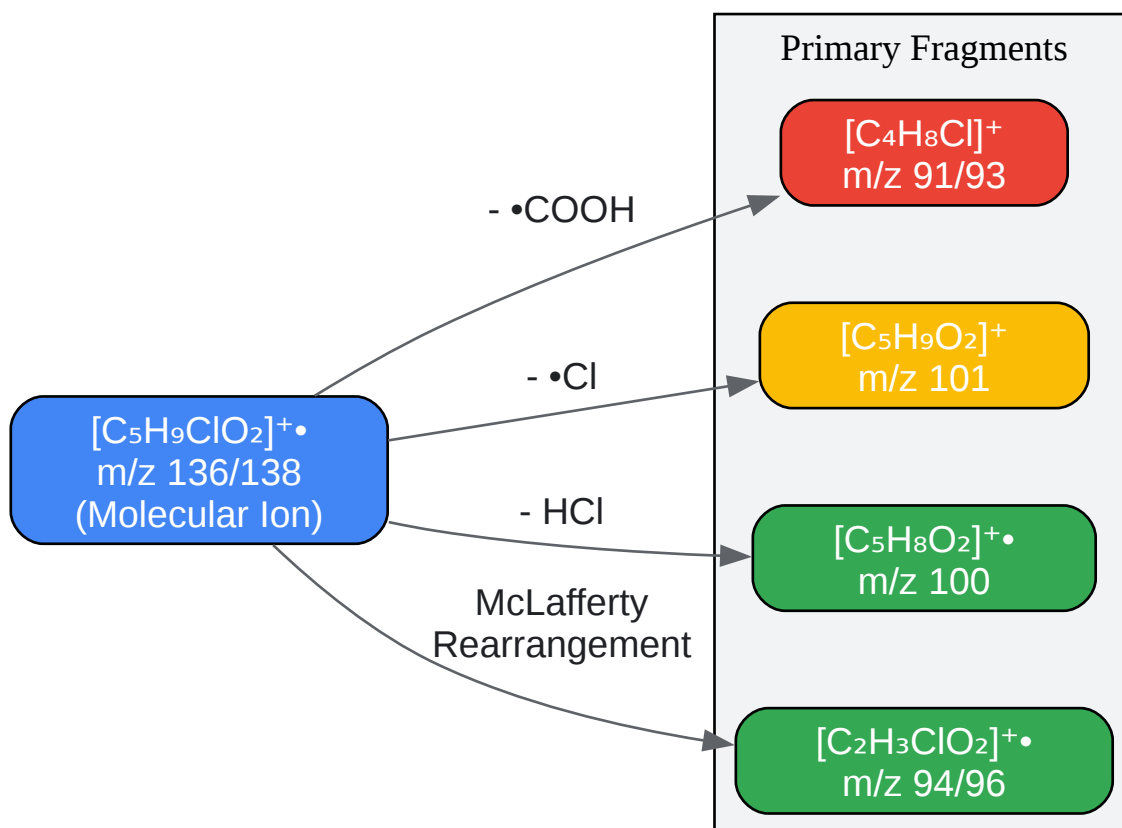 Primary Fragments
[C₄H₈Cl]⁺
m/z 91/93
- •COOH
[C₅H₉O₂]⁺
m/z 101
- •Cl
[C₅H₉ClO₂]⁺•
m/z 136/138
(Molecular Ion)
- HCl
[C₅H₈O₂]⁺•
m/z 100
McLafferty
Rearrangement
[C₂H₃ClO₂]⁺•
m/z 94/96